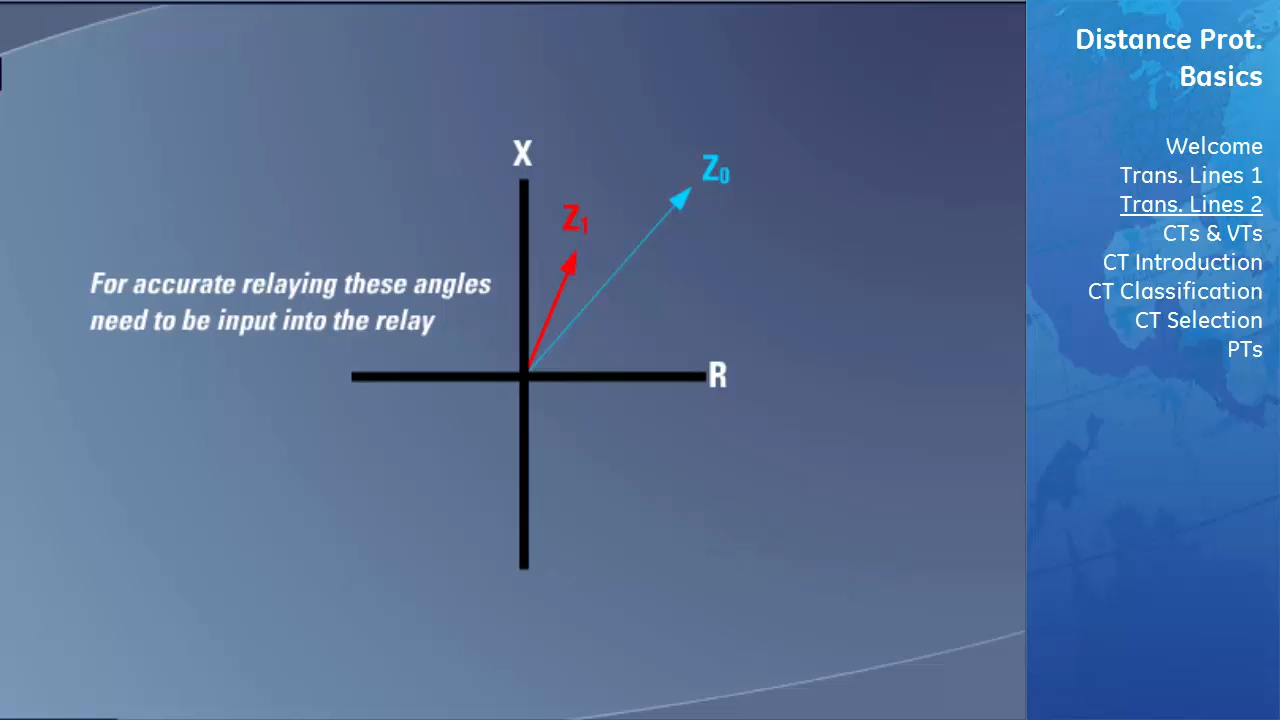 X
Z₀
Z₁
For accurate relaying these angles
need to be input into the relay
R
Distance Prot.
Basics
Welcome
Trans. Lines 1
Trans. Lines 2
CTs & VTs
CT Introduction
CT Classification
CT Selection
PTs